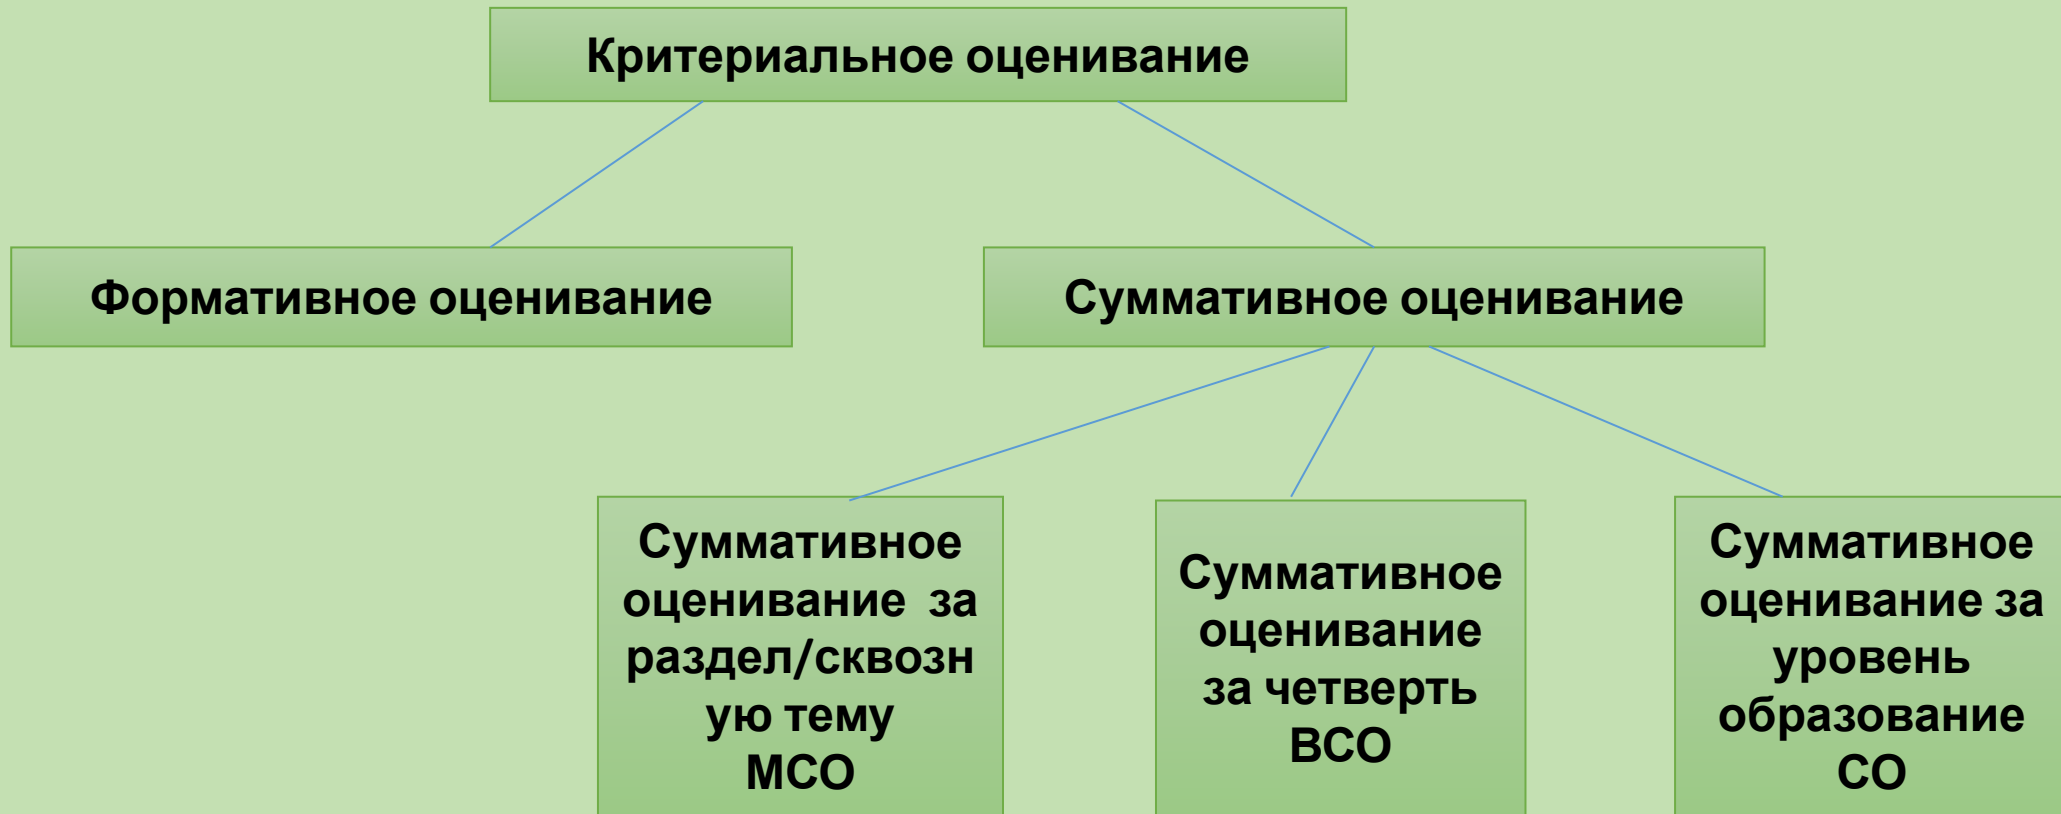 Критериальное оценивание
Формативное оценивание
Суммативное оценивание
Суммативное
оценивание за
раздел/сквозн
ую тему
МСО
Суммативное
оценивание
за четверть
ВСО
Суммативное
оценивание за
уровень
образование
СО